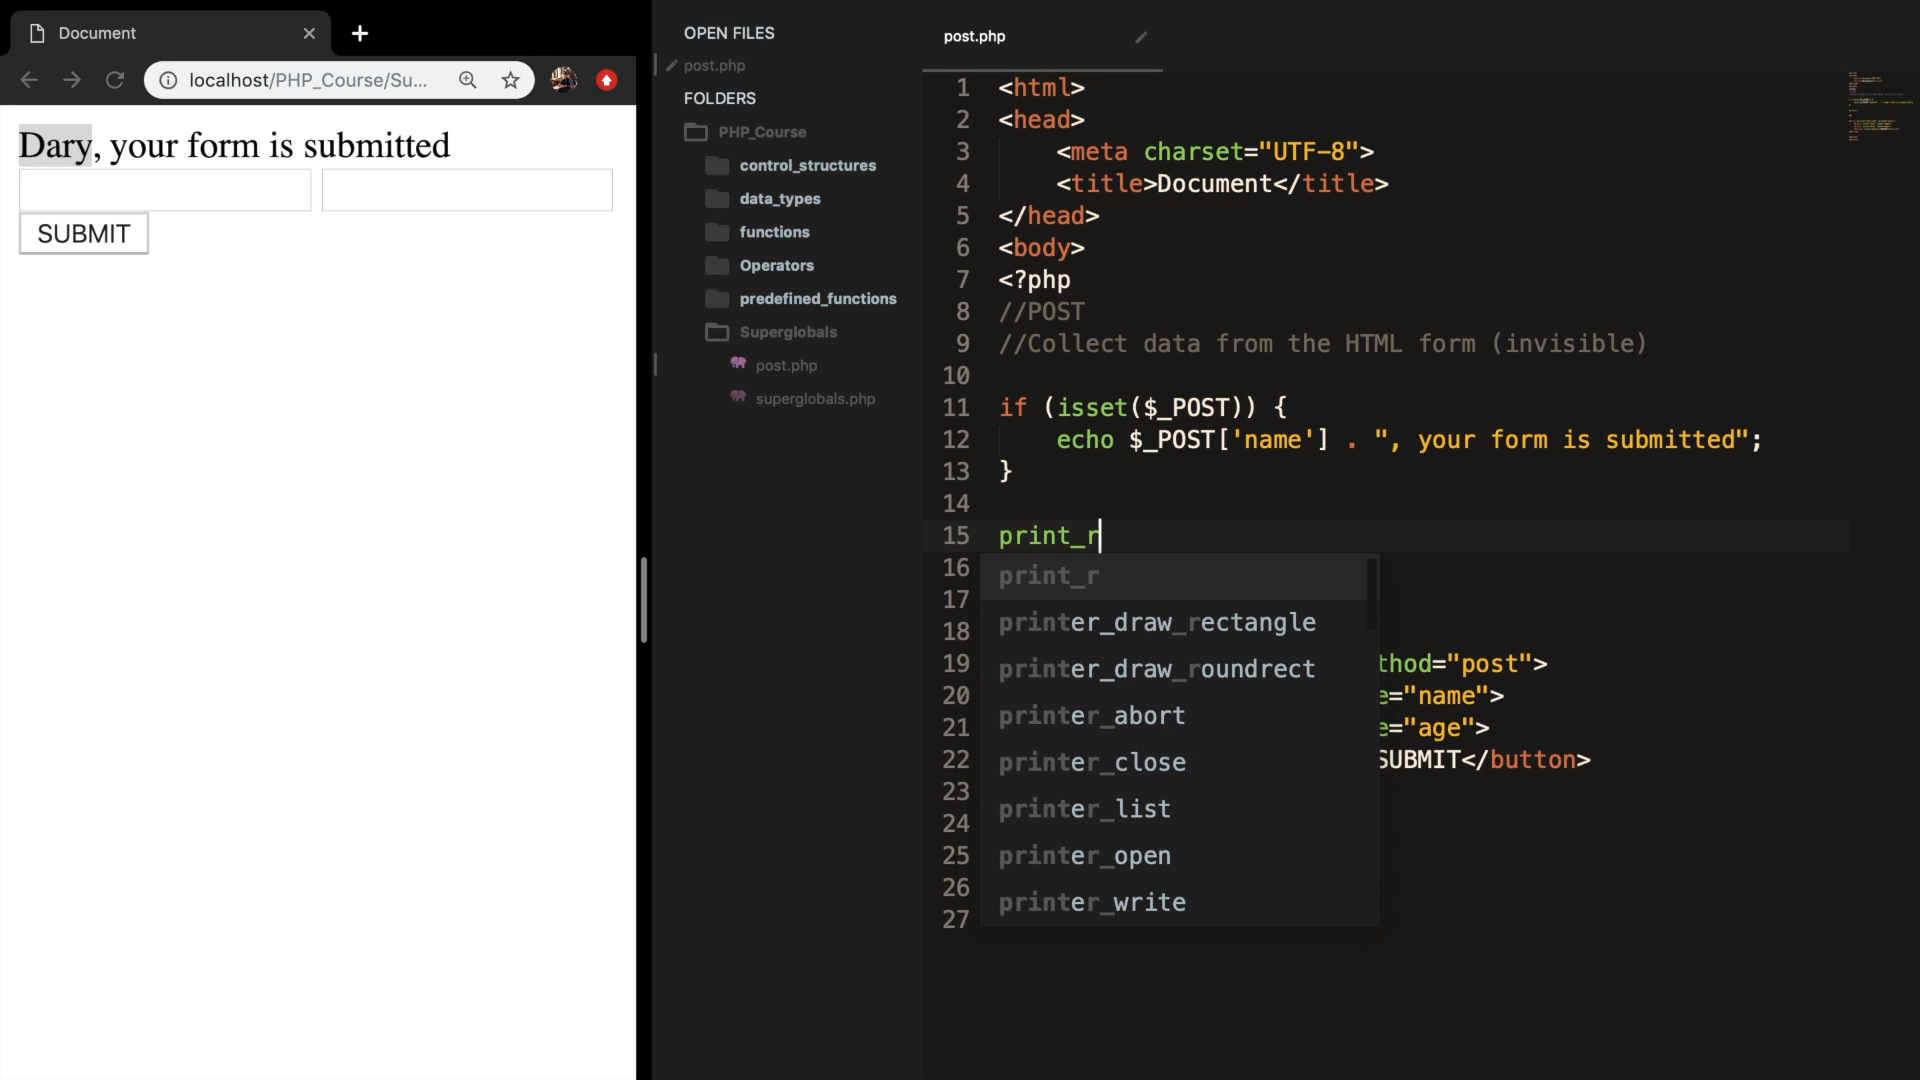 Document
localhost/PHP_Course/Su...
Dary, your form is submitted
SUBMIT
OPEN FILES
post.php
FOLDERS
PHP_Course
control_structures
data_types
functions
Operators
predefined_functions
Superglobals
post.php
superglobals.php
post.php
1 <html>
2 <head>
3 <meta charset="UTF-8">
4 <title>Document</title>
5 </head>
6 <body>
7 <?php
8 //POST
9 //Collect data from the HTML form (invisible)
10
11 if (isset($_POST)) {
12 echo $_POST['name'] . ", your form is submitted";
13 }
14
15 print_r
16
17
18
19 thod="post">
20 e="name">
21 e="age">
22 SUBMIT</button>
23
24
25
26
27
print_r
printer_draw_rectangle
printer_draw_roundrect
printer_abort
printer_close
printer_list
printer_open
printer_write